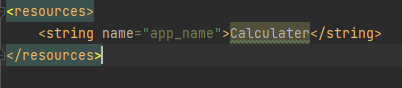 <resources>
<string name="app_name">Calculater</string>
</resources>